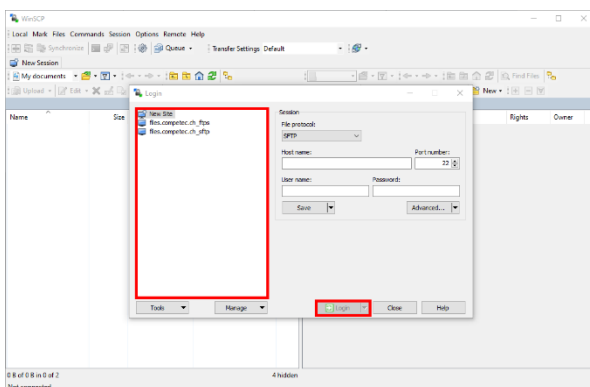 WinSCP
Local Mark Files Commands Session Options Remote Help
Synchronize Queue Transfer Settings Default
New Session
My documents Find Files
Upload Edit New
Login
Name Size Rights Owner
New Site
files.competec.ch_ftps
files.competec.ch_sftp
Session
File protocol:
SFTP
Host name: Port number:
22
User name: Password:
Save Advanced...
Tools Manage Login Close Help
0 B of 0 B in 0 of 2 4 hidden
Not connected.